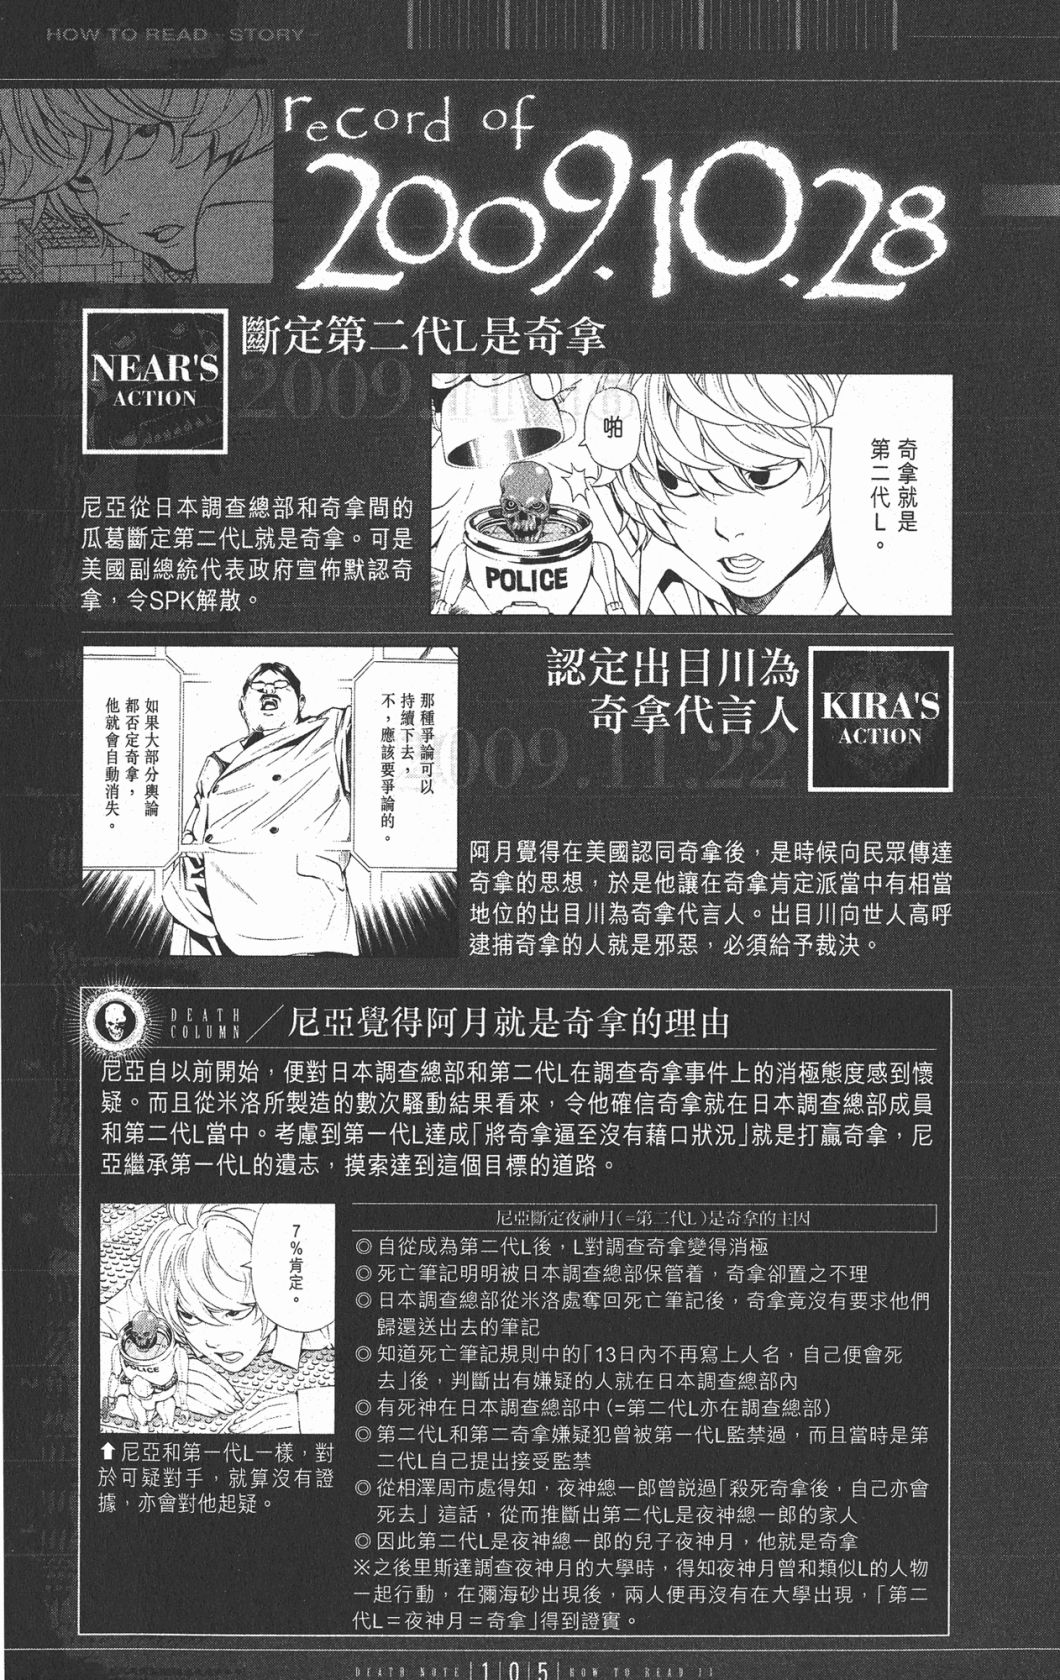 HOW TO READ - STORY -
record of
2009.10.28
NEAR'S
ACTION
斷定第二代L是奇拿
尼亞從日本調查總部和奇拿間的
瓜葛斷定第二代L就是奇拿。可是
美國副總統代表政府宣佈默認奇
拿,令SPK解散。
奇拿就是
第二代L。
啪
POLICE
認定出目川為
奇拿代言人
KIRA'S
ACTION
2009.11.22
那種爭論可以
持續下去,
不,應該要爭論的。
如果大部分輿論
都否定奇拿,
他就會自動消失。
阿月覺得在美國認同奇拿後,是時候向民眾傳達
奇拿的思想,於是他讓在奇拿肯定派當中有相當
地位的出目川為奇拿代言人。出目川向世人高呼
逮捕奇拿的人就是邪惡,必須給予裁決。
DEATH
COLUMN
/尼亞覺得阿月就是奇拿的理由
尼亞自以前開始,便對日本調查總部和第二代L在調查奇拿事件上的消極態度感到懷
疑。而且從米洛所製造的數次騷動結果看來,令他確信奇拿就在日本調查總部成員
和第二代L當中。考慮到第一代L達成「將奇拿逼至沒有藉口狀況」就是打贏奇拿,尼
亞繼承第一代L的遺志,摸索達到這個目標的道路。
7%肯定。
POLICE
⬆尼亞和第一代L一樣,對
於可疑對手,就算沒有證
據,亦會對他起疑。
尼亞斷定夜神月(=第二代L)是奇拿的主因
◎自從成為第二代L後,L對調查奇拿變得消極
◎死亡筆記明明被日本調查總部保管着,奇拿卻置之不理
◎日本調查總部從米洛處奪回死亡筆記後,奇拿竟沒有要求他們
歸還送出去的筆記
◎知道死亡筆記規則中的「13日內不再寫上人名,自己便會死
去」後,判斷出有嫌疑的人就在日本調查總部內
◎有死神在日本調查總部中(=第二代L亦在調查總部)
◎第二代L和第二奇拿嫌疑犯曾被第一代L監禁過,而且當時是第
二代L自己提出接受監禁
◎從相澤周市處得知,夜神總一郎曾説過「殺死奇拿後,自己亦會
死去」這話,從而推斷出第二代L是夜神總一郎的家人
◎因此第二代L是夜神總一郎的兒子夜神月,他就是奇拿
※之後里斯達調查夜神月的大學時,得知夜神月曾和類似L的人物
一起行動,在彌海砂出現後,兩人便再沒有在大學出現,「第二
代L=夜神月=奇拿」得到證實。
DEATH NOTE |1|0|5| HOW TO READ 13